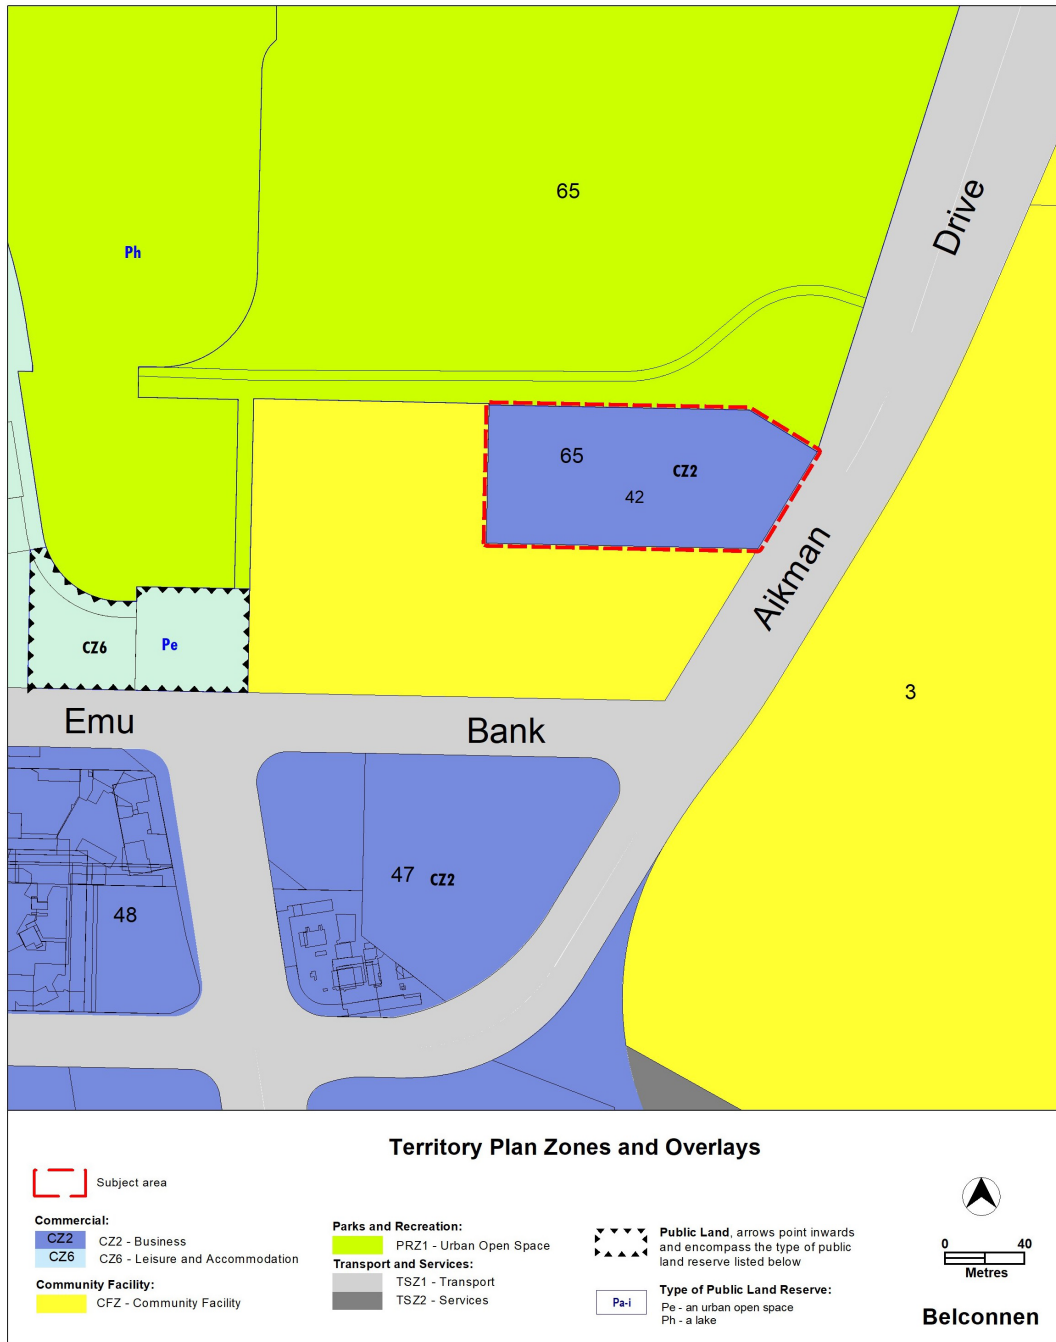 65
Ph
Drive
65
CZ2
42
Aikman
CZ6
Pe
3
Emu
Bank
47
CZ2
48
Territory Plan Zones and Overlays
Subject area
Commercial:
CZ2
CZ2 - Business
CZ6
CZ6 - Leisure and Accommodation
Community Facility:
CFZ - Community Facility
Parks and Recreation:
PRZ1 - Urban Open Space
Transport and Services:
TSZ1 - Transport
TSZ2 - Services
Public Land, arrows point inwards
and encompass the type of public
land reserve listed below
Type of Public Land Reserve:
Pa-i
Pe - an urban open space
Ph - a lake
0 40
Metres
Belconnen